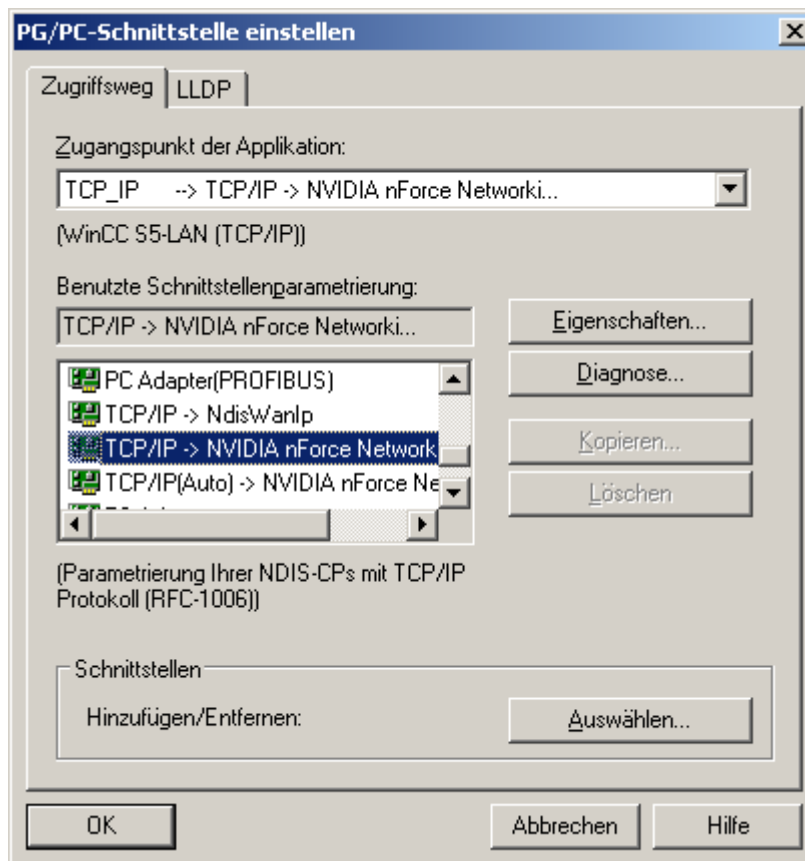 PG/PC-Schnittstelle einstellen
Zugriffsweg
LLDP
Zugangspunkt der Applikation:
TCP_IP --> TCP/IP -> NVIDIA nForce Networki...
(WinCC S5-LAN (TCP/IP))
Benutzte Schnittstellenparametrierung:
TCP/IP -> NVIDIA nForce Networki...
Eigenschaften...
Diagnose...
Kopieren...
Löschen
PC Adapter(PROFIBUS)
TCP/IP -> NdisWanIp
TCP/IP -> NVIDIA nForce Network
TCP/IP(Auto) -> NVIDIA nForce Ne
(Parametrierung Ihrer NDIS-CPs mit TCP/IP
Protokoll (RFC-1006))
Schnittstellen
Hinzufügen/Entfernen:
Auswählen...
OK
Abbrechen
Hilfe